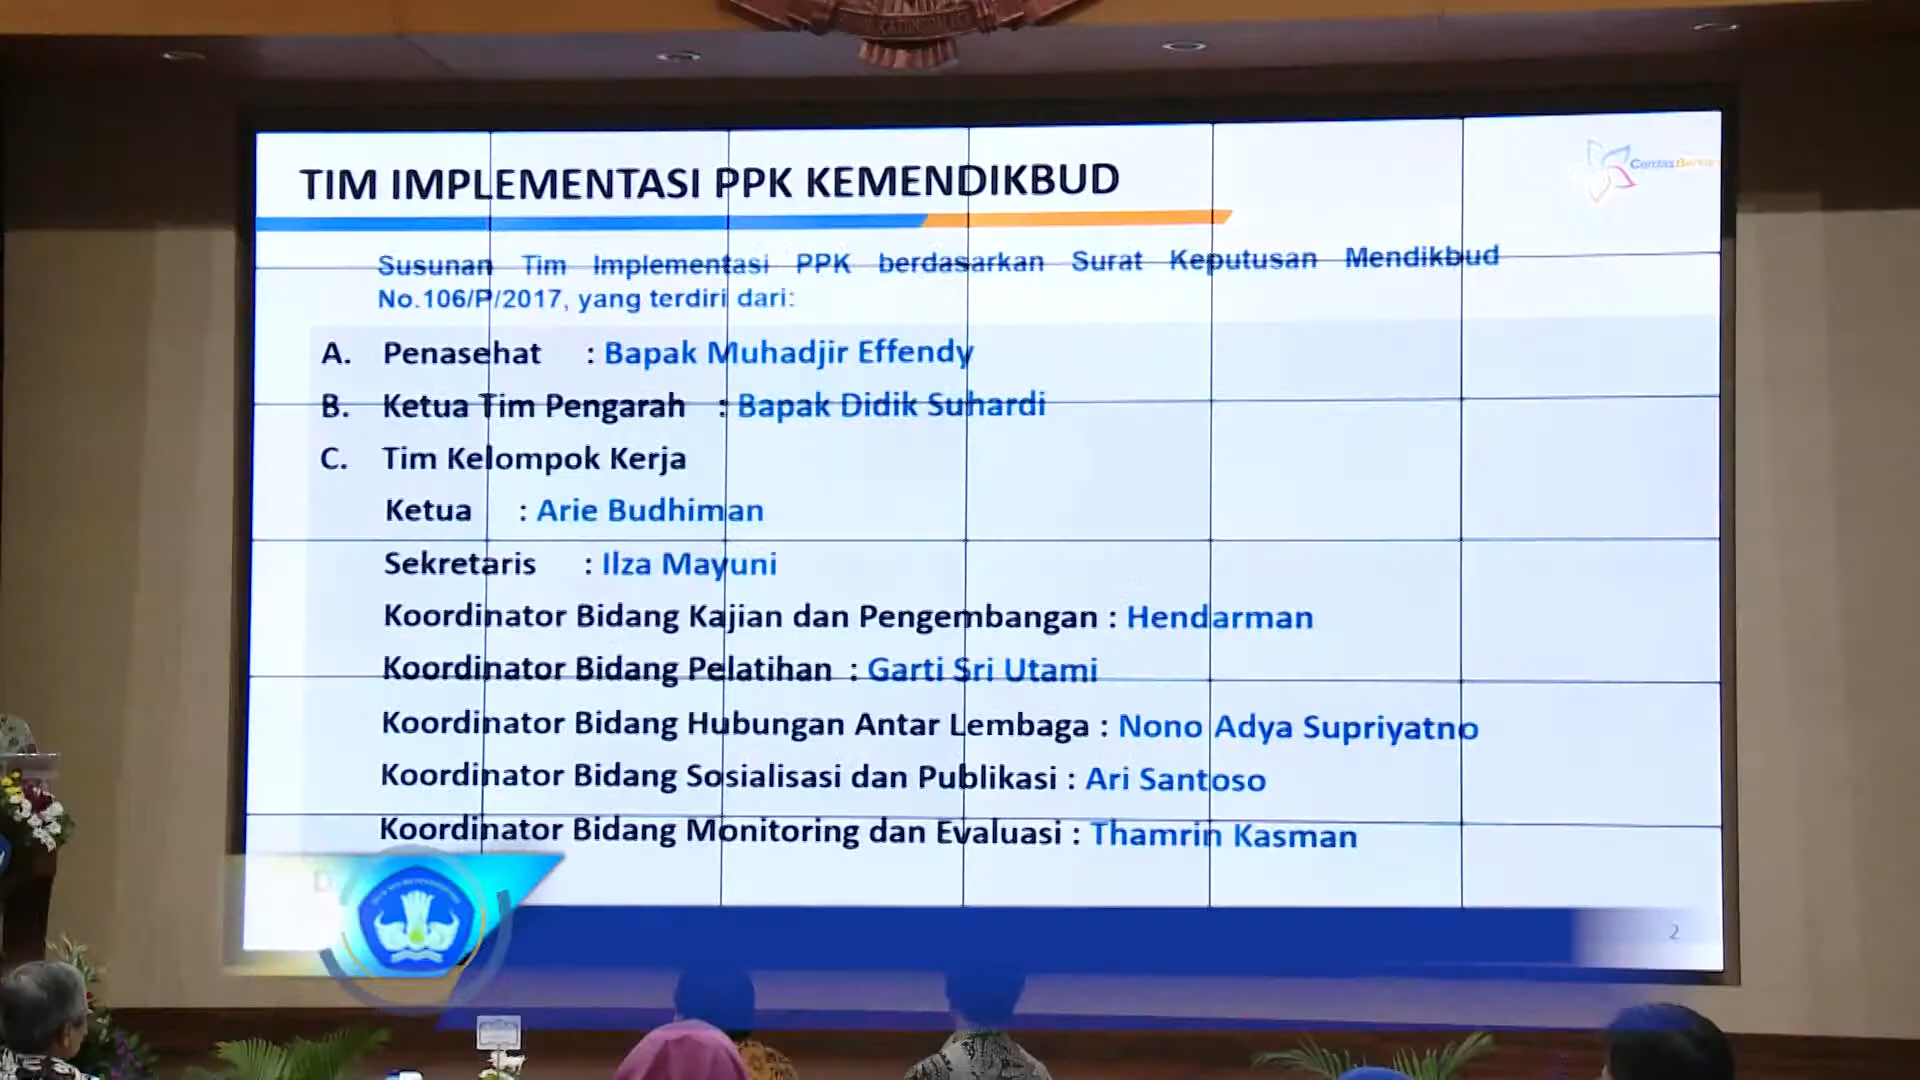 TIM IMPLEMENTASI PPK KEMENDIKBUD
Cerdas Berkarakter
Susunan Tim Implementasi PPK berdasarkan Surat Keputusan Mendikbud
No.106/P/2017, yang terdiri dari:
A. Penasehat : Bapak Muhadjir Effendy
B. Ketua Tim Pengarah : Bapak Didik Suhardi
C. Tim Kelompok Kerja
Ketua : Arie Budhiman
Sekretaris : Ilza Mayuni
Koordinator Bidang Kajian dan Pengembangan : Hendarman
Koordinator Bidang Pelatihan : Garti Sri Utami
Koordinator Bidang Hubungan Antar Lembaga : Nono Adya Supriyatno
Koordinator Bidang Sosialisasi dan Publikasi : Ari Santoso
Koordinator Bidang Monitoring dan Evaluasi : Thamrin Kasman
2